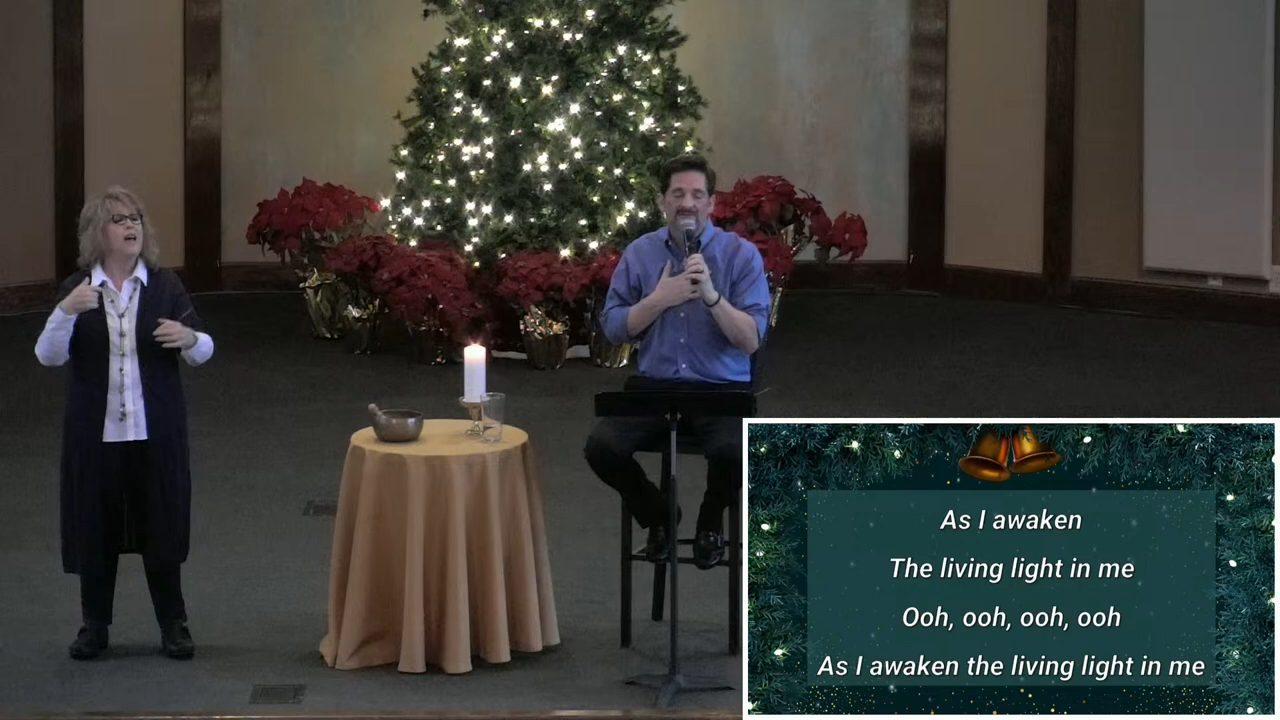 As I awaken
The living light in me
Ooh, ooh, ooh, ooh
As I awaken the living light in me